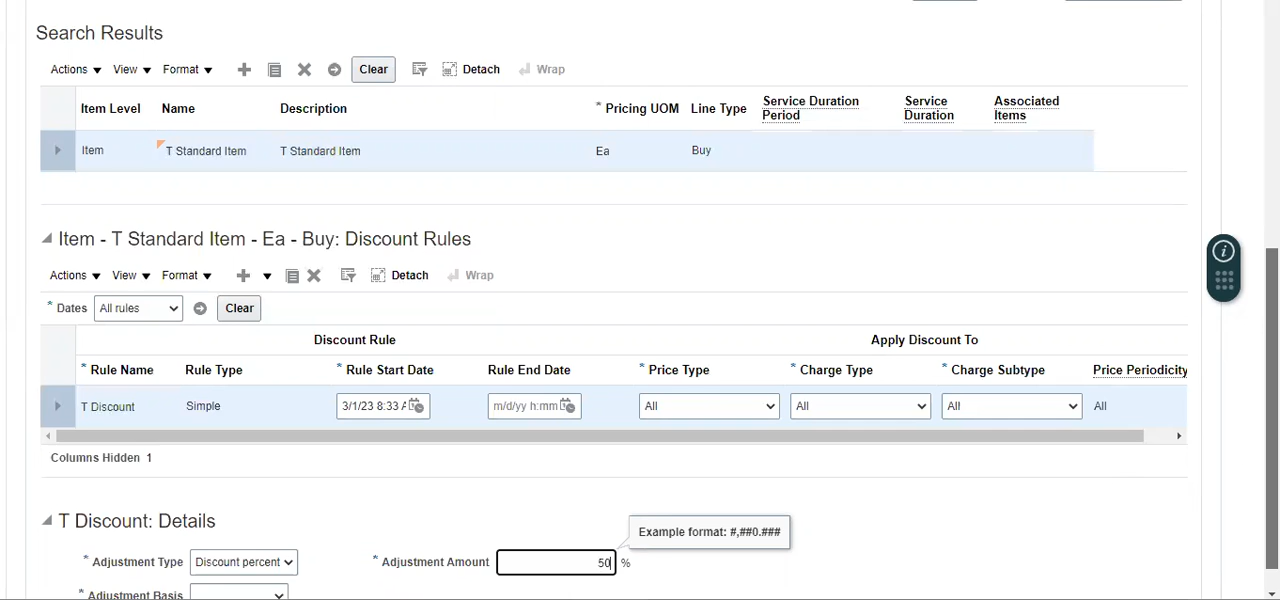 Search Results
Actions View Format Clear Detach Wrap
Item Level Name Description * Pricing UOM Line Type Service Duration Period Service Duration Associated Items
Item T Standard Item T Standard Item Ea Buy
Item - T Standard Item - Ea - Buy: Discount Rules
Actions View Format Detach Wrap
* Dates All rules Clear
Discount Rule Apply Discount To
* Rule Name Rule Type * Rule Start Date Rule End Date * Price Type * Charge Type * Charge Subtype Price Periodicity
T Discount Simple 3/1/23 8:33 A m/d/yy h:mm All All All All
Columns Hidden 1
T Discount: Details
Example format: #,##0.###
* Adjustment Type Discount percent * Adjustment Amount 50 %
* Adjustment Basis